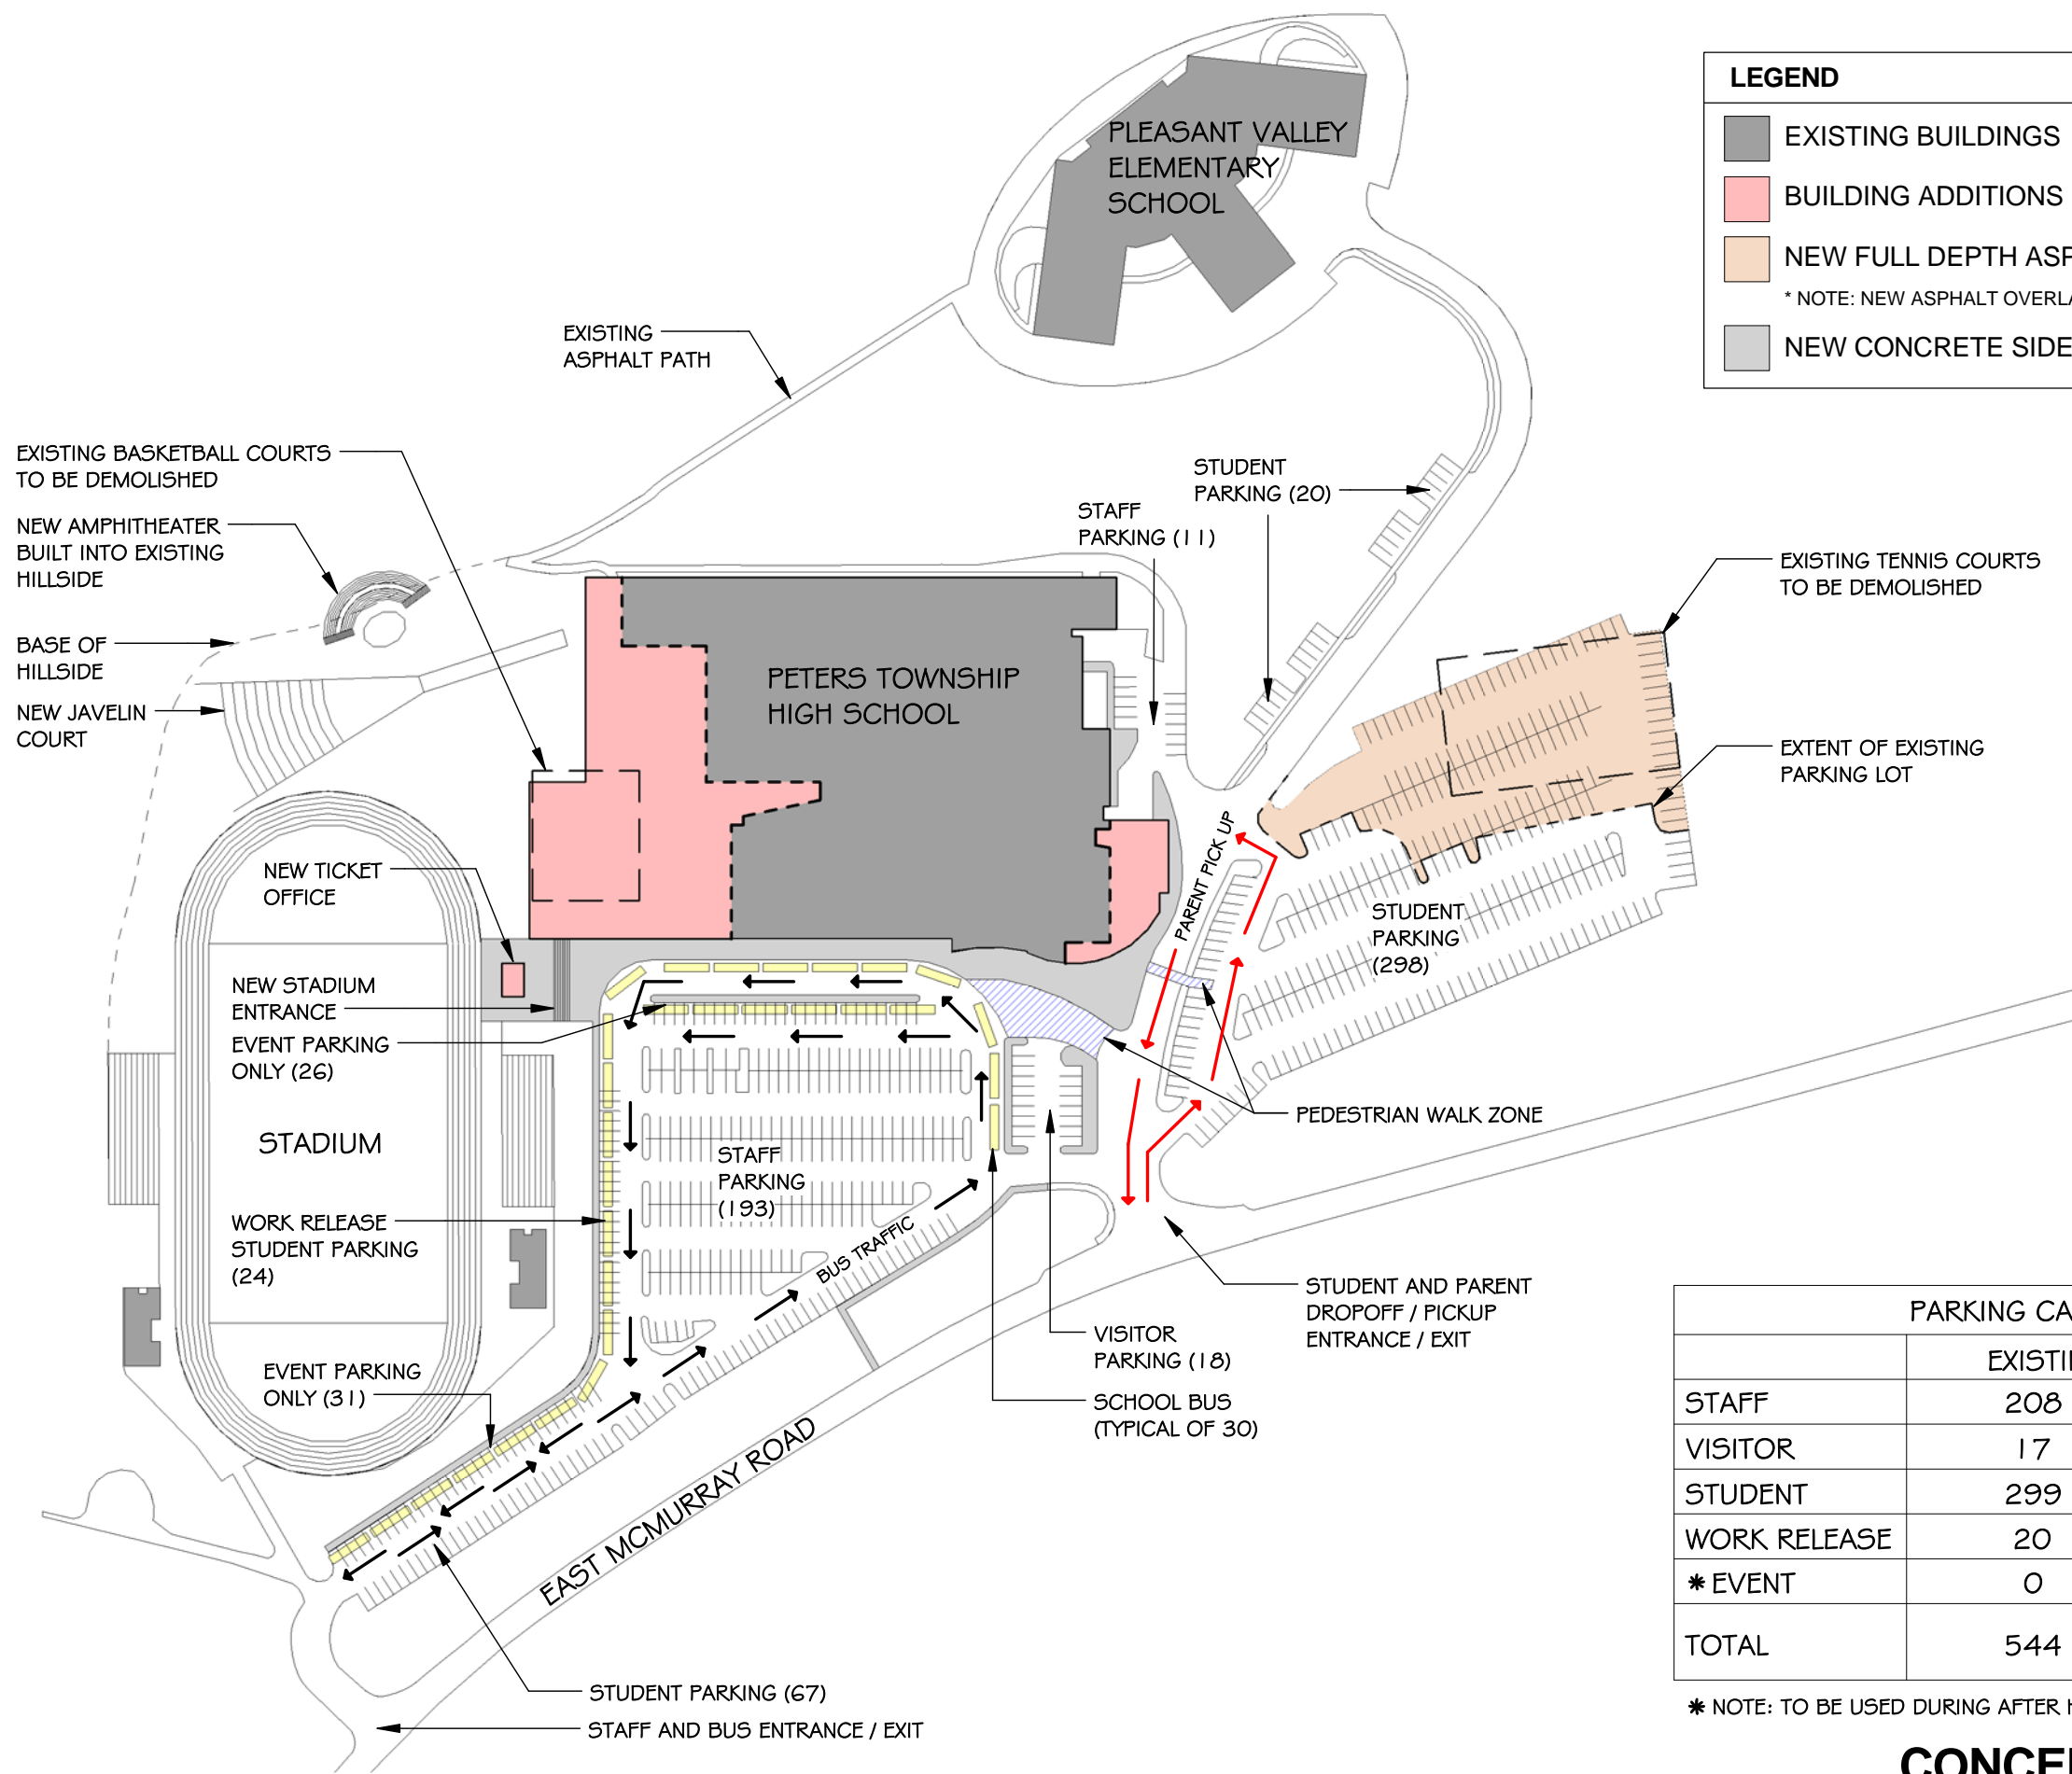 PLEASANT VALLEY
ELEMENTARY
SCHOOL
LEGEND
EXISTING BUILDINGS
BUILDING ADDITIONS
NEW FULL DEPTH
* NOTE: NEW ASPHALT
NEW CONCRETE
EXISTING
ASPHALT PATH
EXISTING BASKETBALL COURTS
TO BE DEMOLISHED
NEW AMPHITHEATER
BUILT INTO EXISTING
HILLSIDE
BASE OF
HILLSIDE
NEW JAVELIN
COURT
STUDENT
PARKING (20)
STAFF
PARKING (11)
EXISTING TENNIS COURTS
TO BE DEMOLISHED
EXTENT OF EXISTING
PARKING LOT
PETERS TOWNSHIP
HIGH SCHOOL
PARENT PICK UP
NEW TICKET
OFFICE
STUDENT
PARKING
(298)
NEW STADIUM
ENTRANCE
EVENT PARKING
ONLY (26)
STADIUM
PEDESTRIAN WALK ZONE
STAFF
PARKING
(193)
WORK RELEASE
STUDENT PARKING
(24)
BUS TRAFFIC
STUDENT AND PARENT
DROPOFF / PICKUP
ENTRANCE / EXIT
VISITOR
PARKING (18)
SCHOOL BUS
(TYPICAL OF 30)
EVENT PARKING
ONLY (31)
EAST MCMURRAY ROAD
STUDENT PARKING (67)
STAFF AND BUS ENTRANCE / EXIT
PARKING
STAFF 208
VISITOR 17
STUDENT 299
WORK RELEASE 20
* EVENT 0
TOTAL 544
* NOTE: TO BE USED DURING AFTER